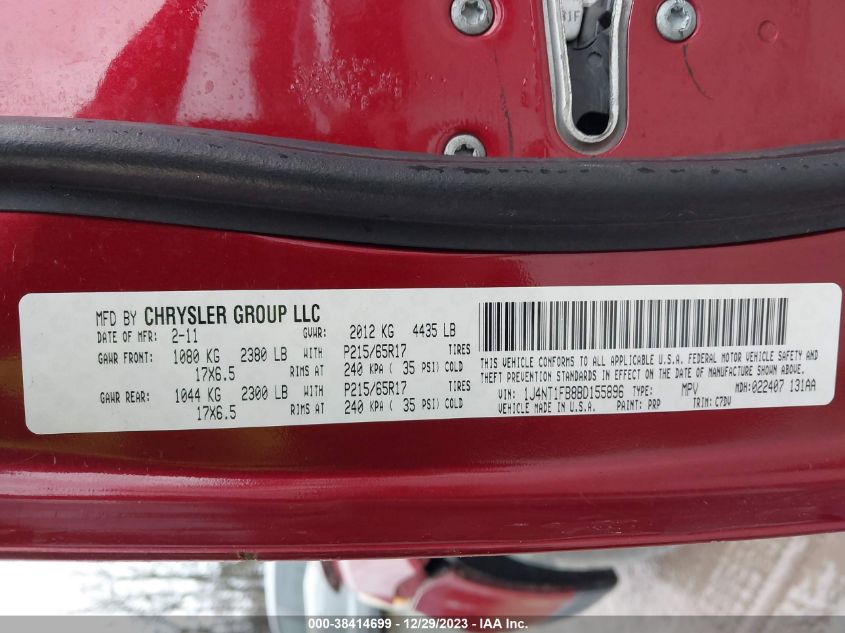 MFD BY CHRYSLER GROUP LLC
DATE OF MFR: 2-11 GVWR: 2012 KG 4435 LB
GAWR FRONT: 1080 KG 2380 LB WITH P215/65R17 TIRES
17X6.5 RIMS AT 240 KPA ( 35 PSI) COLD
GAWR REAR: 1044 KG 2300 LB WITH P215/65R17 TIRES
17X6.5 RIMS AT 240 KPA ( 35 PSI) COLD
THIS VEHICLE CONFORMS TO ALL APPLICABLE U.S.A. FEDERAL MOTOR VEHICLE SAFETY AND
THEFT PREVENTION STANDARDS IN EFFECT ON THE DATE OF MANUFACTURE SHOWN ABOVE.
VIN: 1J4NT1FB8BD155896 TYPE: MPV MDH:022407 131AA
VEHICLE MADE IN U.S.A. PAINT: PRP TRIM: C7DV
000-38414699 - 12/29/2023 - IAA Inc.